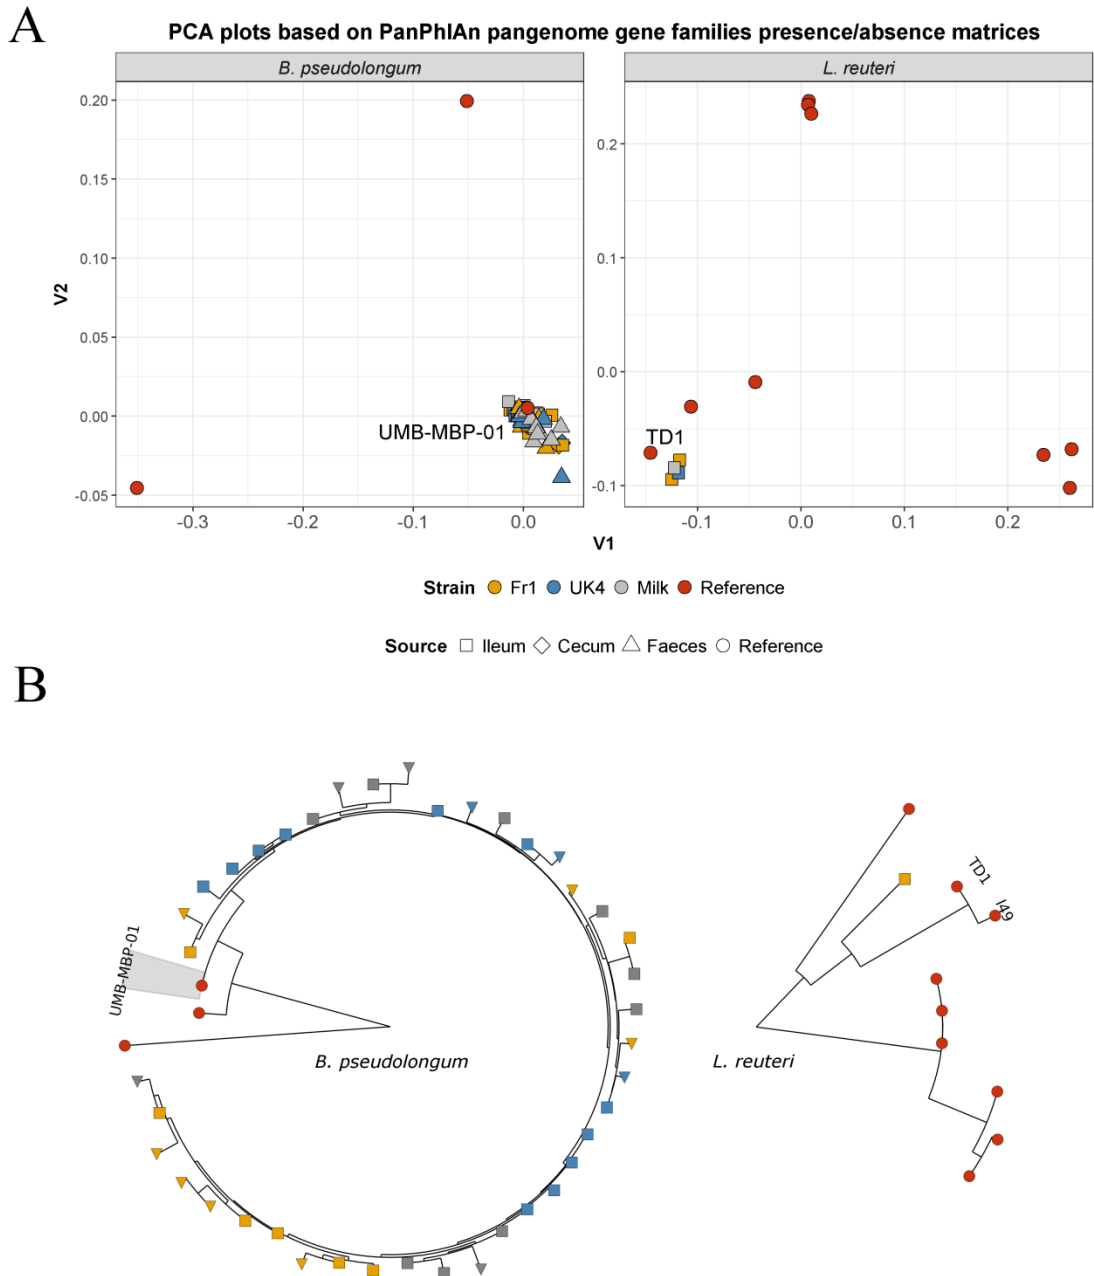 A
PCA plots based on PanPhlAn pangenome gene families presence/absence matrices
B. pseudolongum
L. reuteri
V2
0.20
0.15
0.10
0.05
0.00
-0.05
UMB-MBP-01
-0.3
-0.2
-0.1
0.0
0.2
0.1
0.0
-0.1
TD1
-0.1
0.0
0.1
0.2
V1
Strain Fr1 UK4 Milk Reference
Source Ileum Cecum Faeces Reference
B
UMB-MBP-01
B. pseudolongum
TD1
I49
L. reuteri